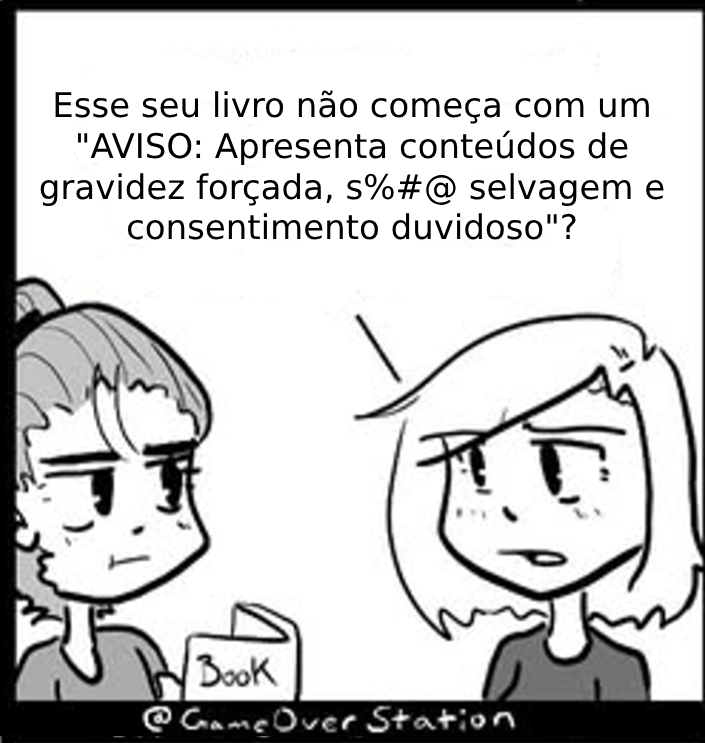 Esse seu livro não começa com um
"AVISO: Apresenta conteúdos de
gravidez forçada, s%#@ selvagem e
consentimento duvidoso"?
BOOK
@GameOverStation